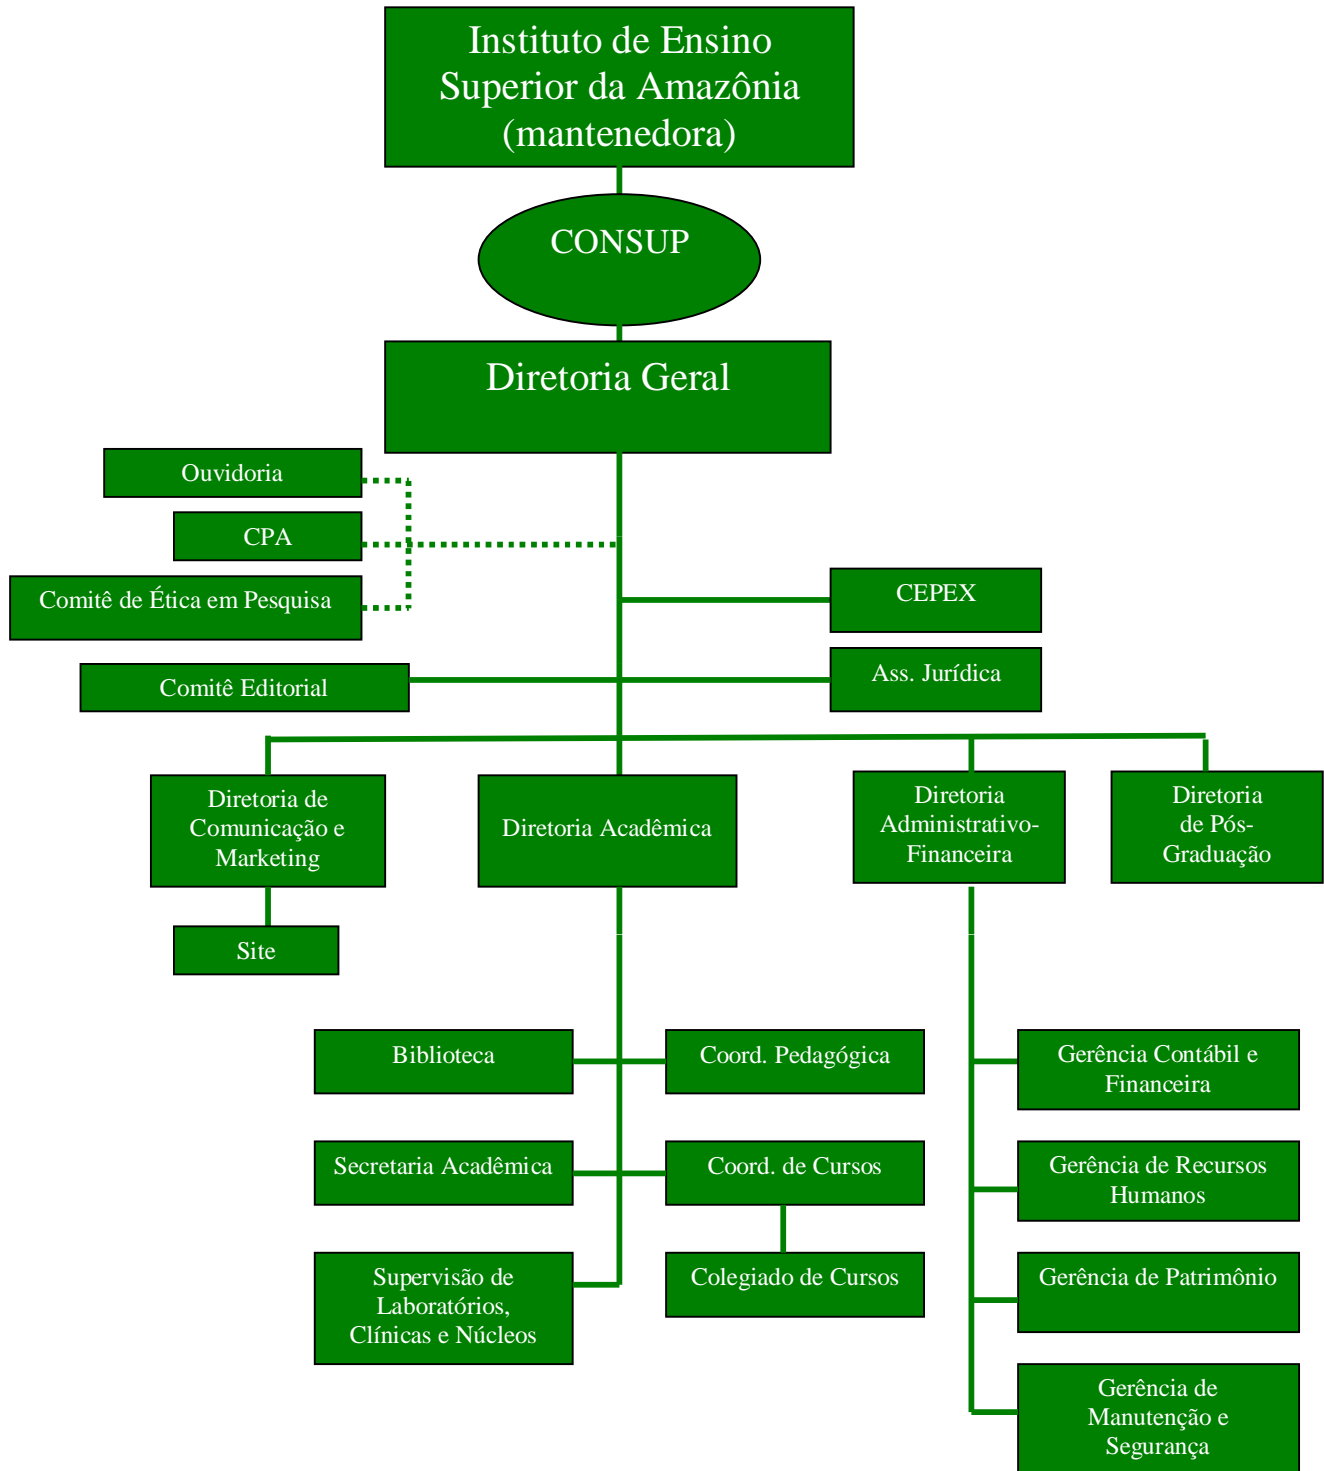 Instituto de Ensino
Superior da Amazônia
(mantenedora)
CONSUP
Diretoria Geral
Ouvidoria
CPA
Comitê de Ética em Pesquisa
CEPEX
Comitê Editorial
Ass. Jurídica
Diretoria de
Comunicação e
Marketing
Diretoria Acadêmica
Diretoria
Administrativo-
Financeira
Diretoria
de Pós-
Graduação
Site
Biblioteca
Coord. Pedagógica
Gerência Contábil e
Financeira
Secretaria Acadêmica
Coord. de Cursos
Gerência de Recursos
Humanos
Supervisão de
Laboratórios,
Clínicas e Núcleos
Colegiado de Cursos
Gerência de Patrimônio
Gerência de
Manutenção e
Segurança